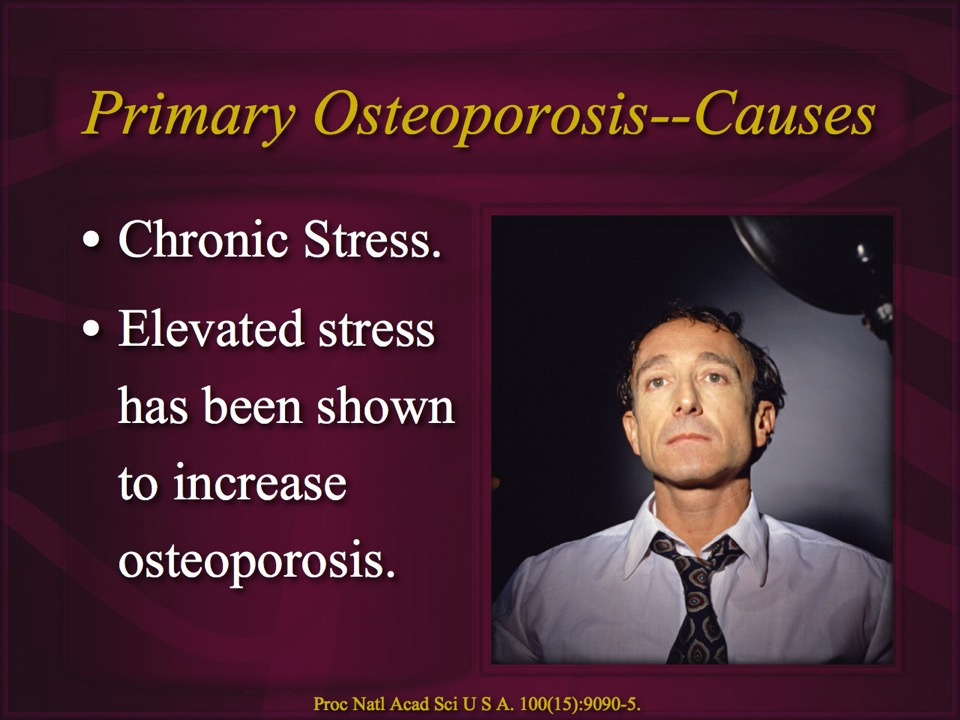 Primary Osteoporosis--Causes
• Chronic Stress.
• Elevated stress
has been shown
to increase
osteoporosis.
Proc Natl Acad Sci U S A. 100(15):9090-5.